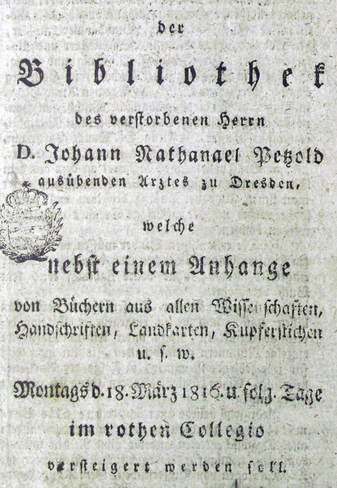 der
Bibliothek
des verstorbenen Herrn
D. Johann Nathanael Petzold
ausübenden Arztes zu Dresden,
welche
nebst einem Anhange
von Büchern aus allen Wissenschaften,
Handschriften, Landkarten, Kupferstichen
u. s. w.
Montags d. 18. März 1816. u folg. Tage
im rothen Collegio
versteigert werden soll.